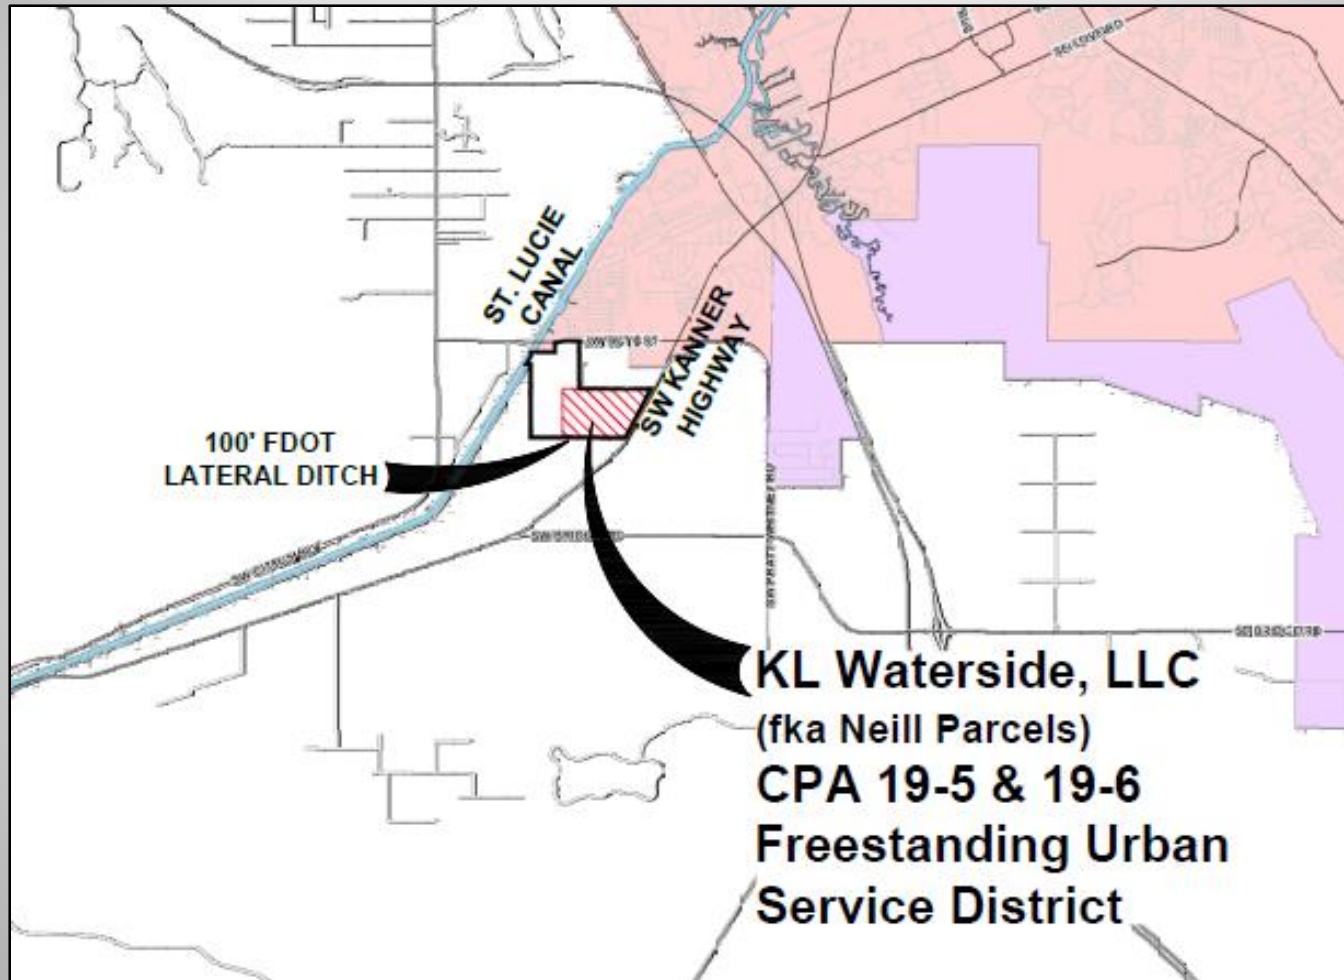 ST. LUCIE
CANAL
SW KANNER
HIGHWAY
100' FDOT
LATERAL DITCH
KL Waterside, LLC
(fka Neill Parcels)
CPA 19-5 & 19-6
Freestanding Urban
Service District